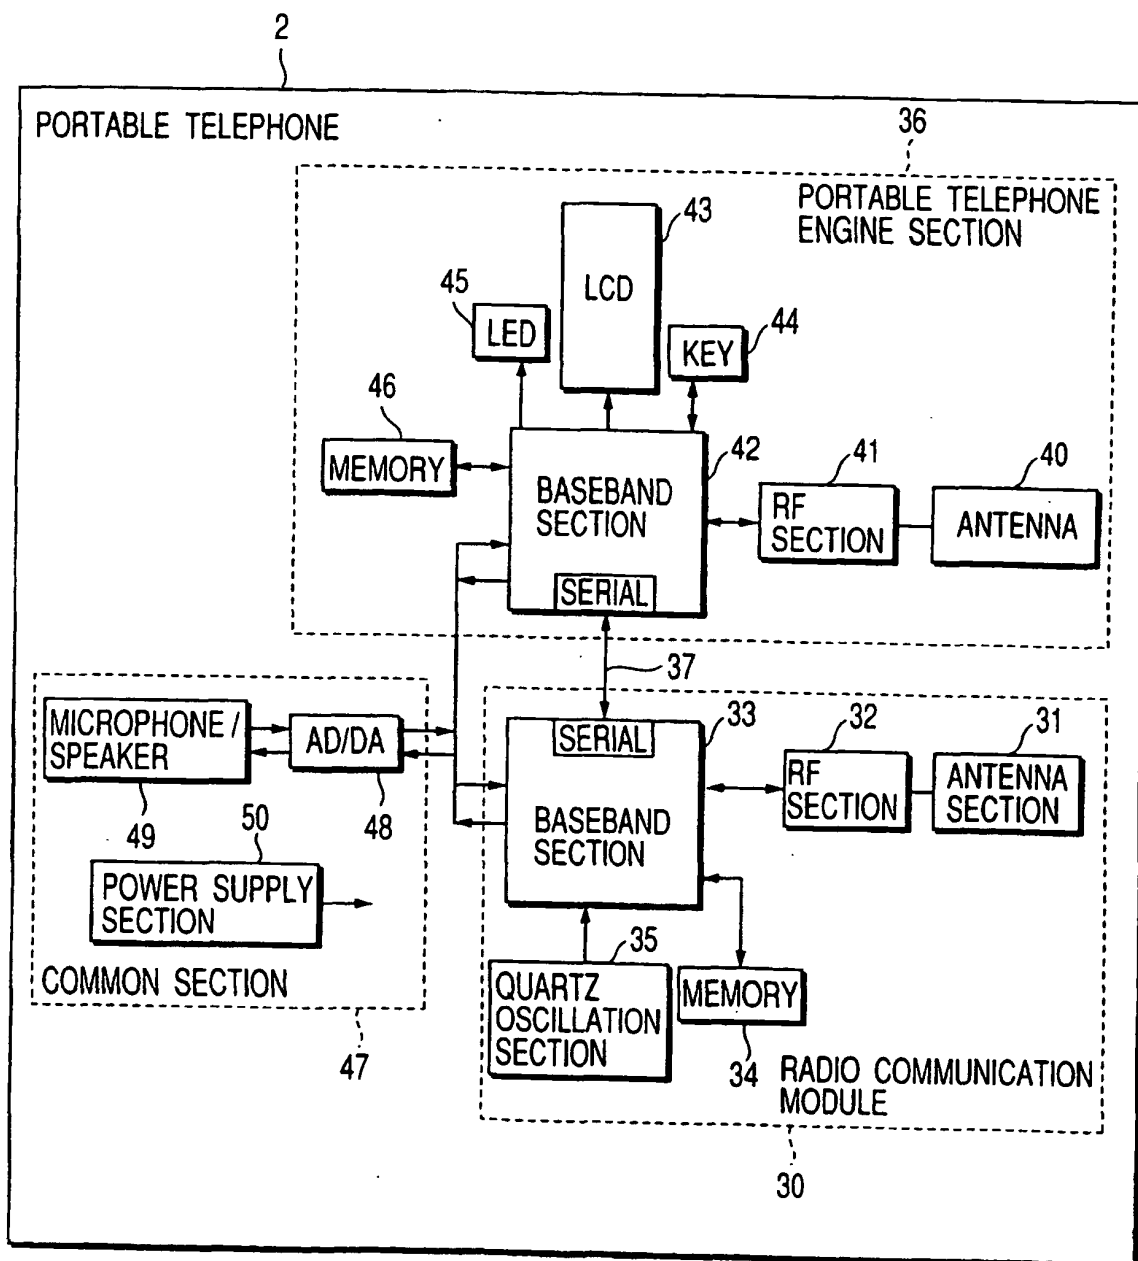 2
PORTABLE TELEPHONE
36
PORTABLE TELEPHONE
ENGINE SECTION
43
LCD
45
LED
44
KEY
46
MEMORY
42
BASEBAND
SECTION
SERIAL
41
RF
SECTION
40
ANTENNA
37
MICROPHONE/
SPEAKER
49
AD/DA
48
50
POWER SUPPLY
SECTION
COMMON SECTION
47
33
SERIAL
BASEBAND
SECTION
32
RF
SECTION
31
ANTENNA
SECTION
35
QUARTZ
OSCILLATION
SECTION
MEMORY
34
RADIO COMMUNICATION
MODULE
30